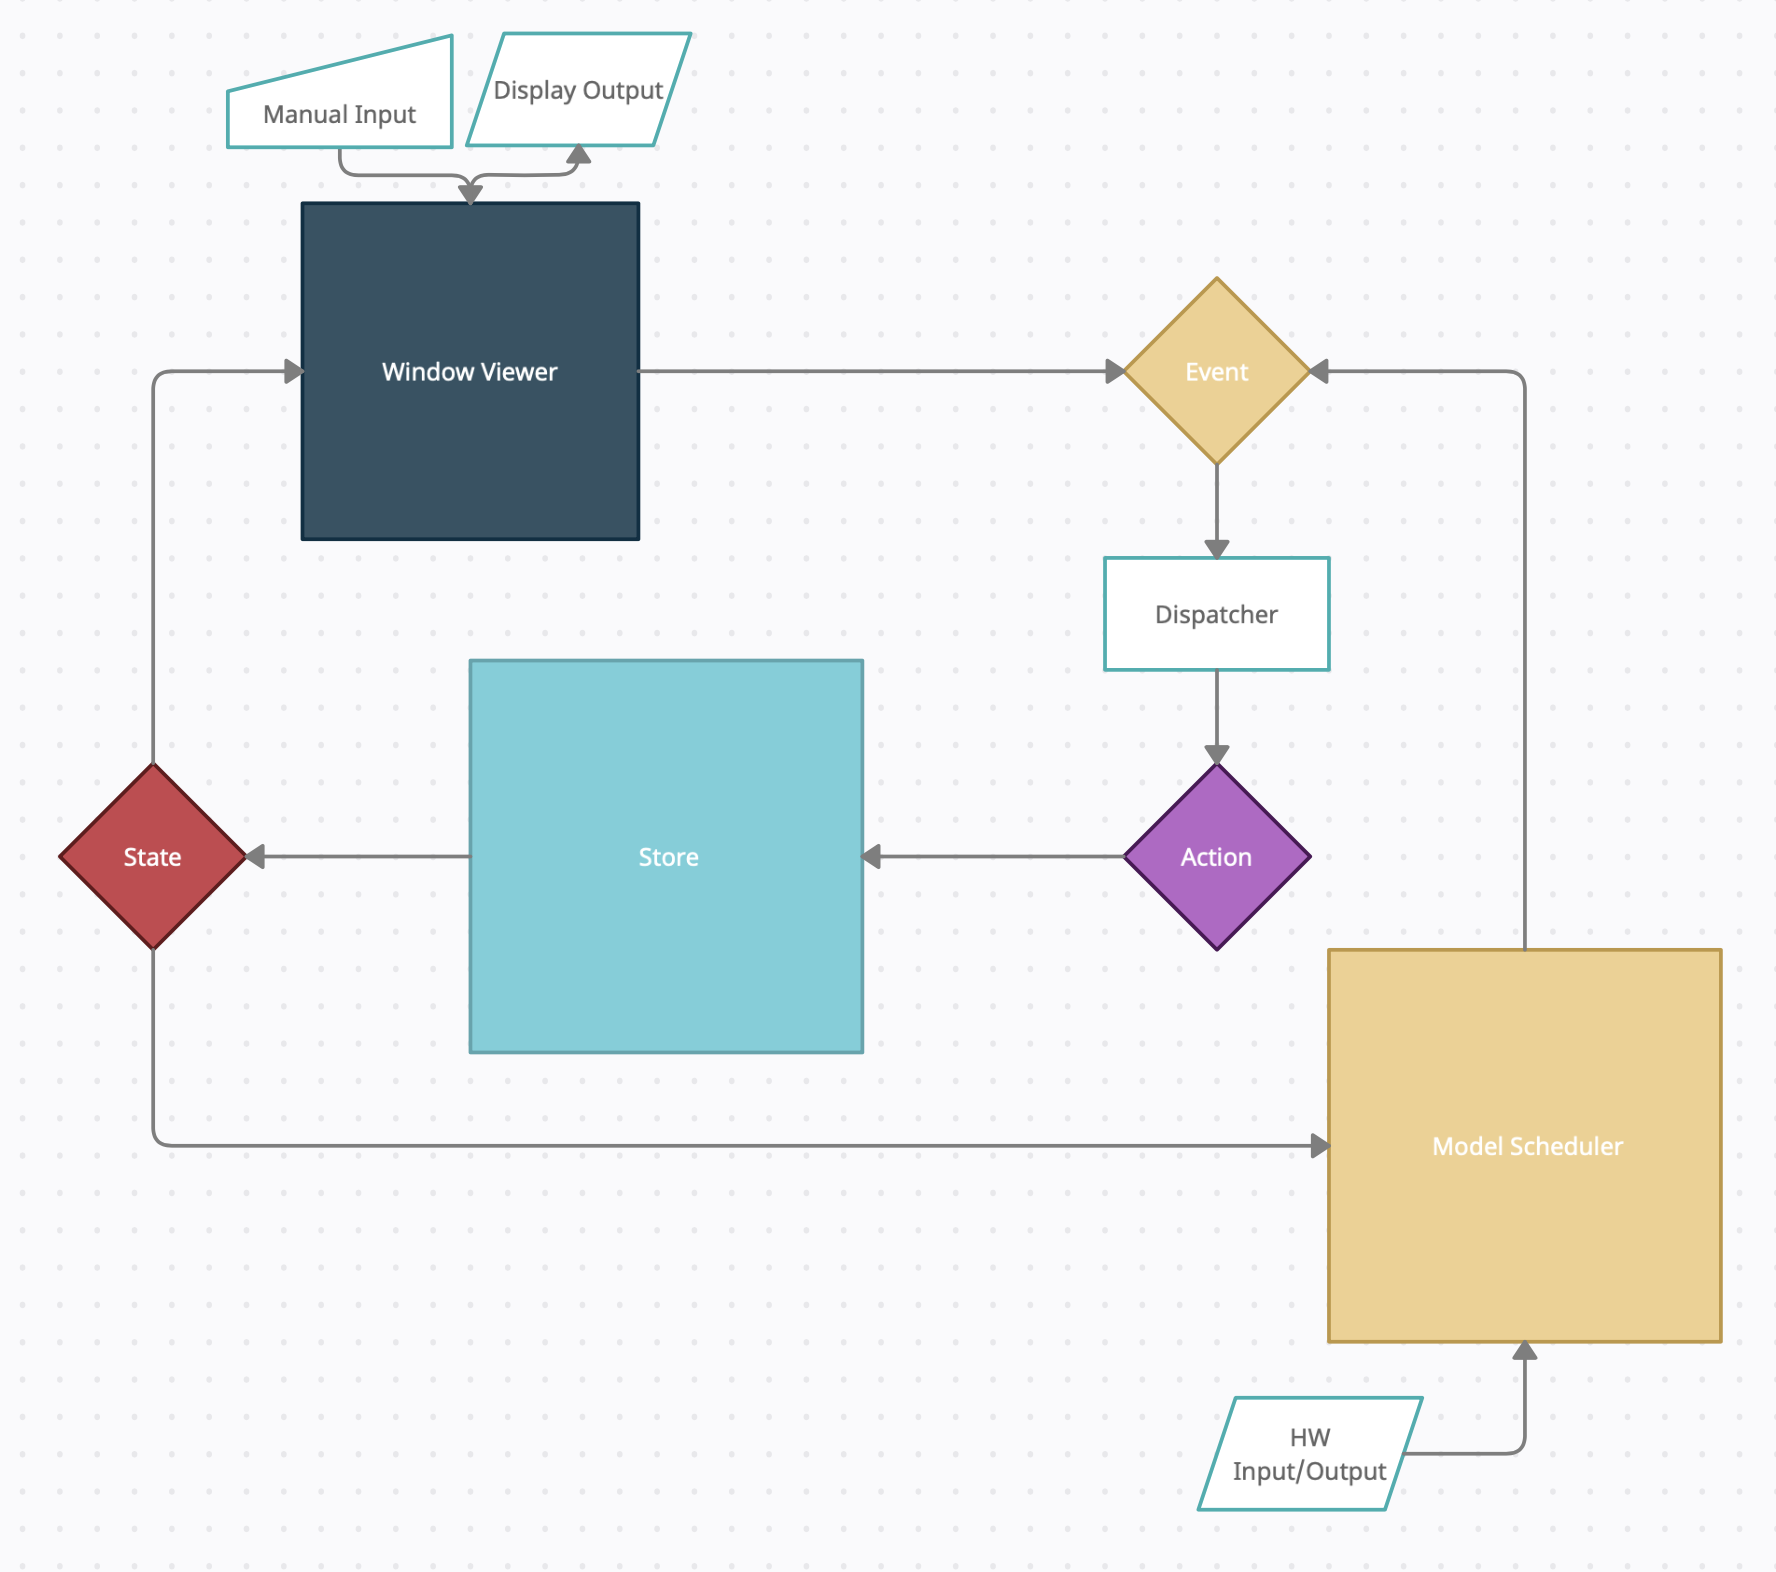 Manual Input
Display Output
Window Viewer
Event
Dispatcher
State
Store
Action
Model Scheduler
HW
Input/Output